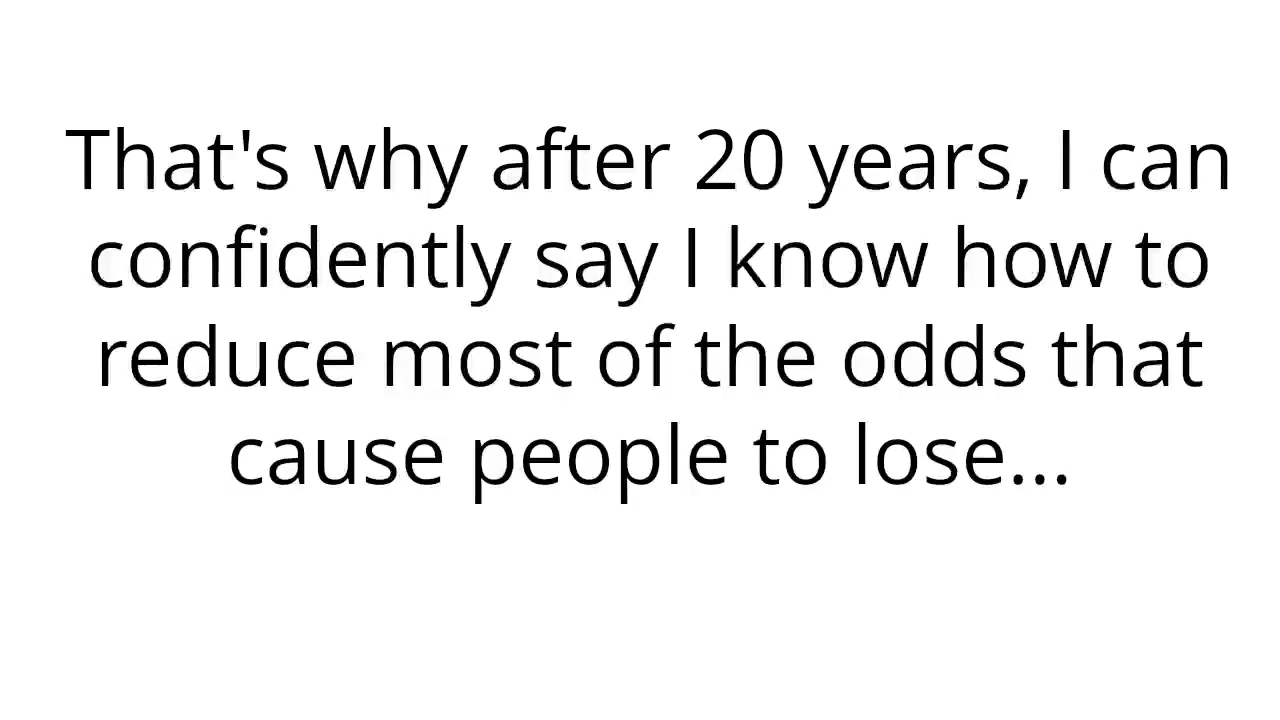 That's why after 20 years, I can
confidently say I know how to
reduce most of the odds that
cause people to lose...